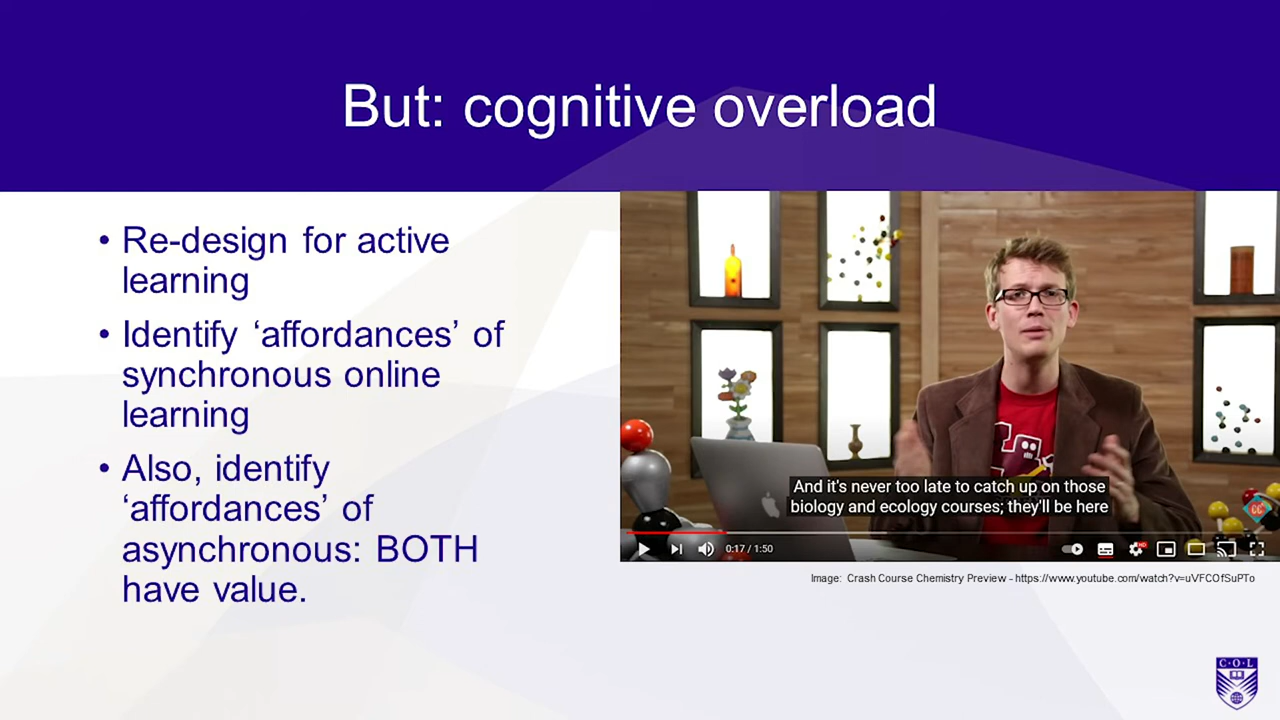 But: cognitive overload
• Re-design for active
learning
• Identify ‘affordances’ of
synchronous online
learning
• Also, identify
‘affordances’ of
asynchronous: BOTH
have value.
And it's never too late to catch up on those
biology and ecology courses; they'll be here
CC
0:17 / 1:50
HD
Image: Crash Course Chemistry Preview - https://www.youtube.com/watch?v=uVFCOfSuPTo
C·O·L